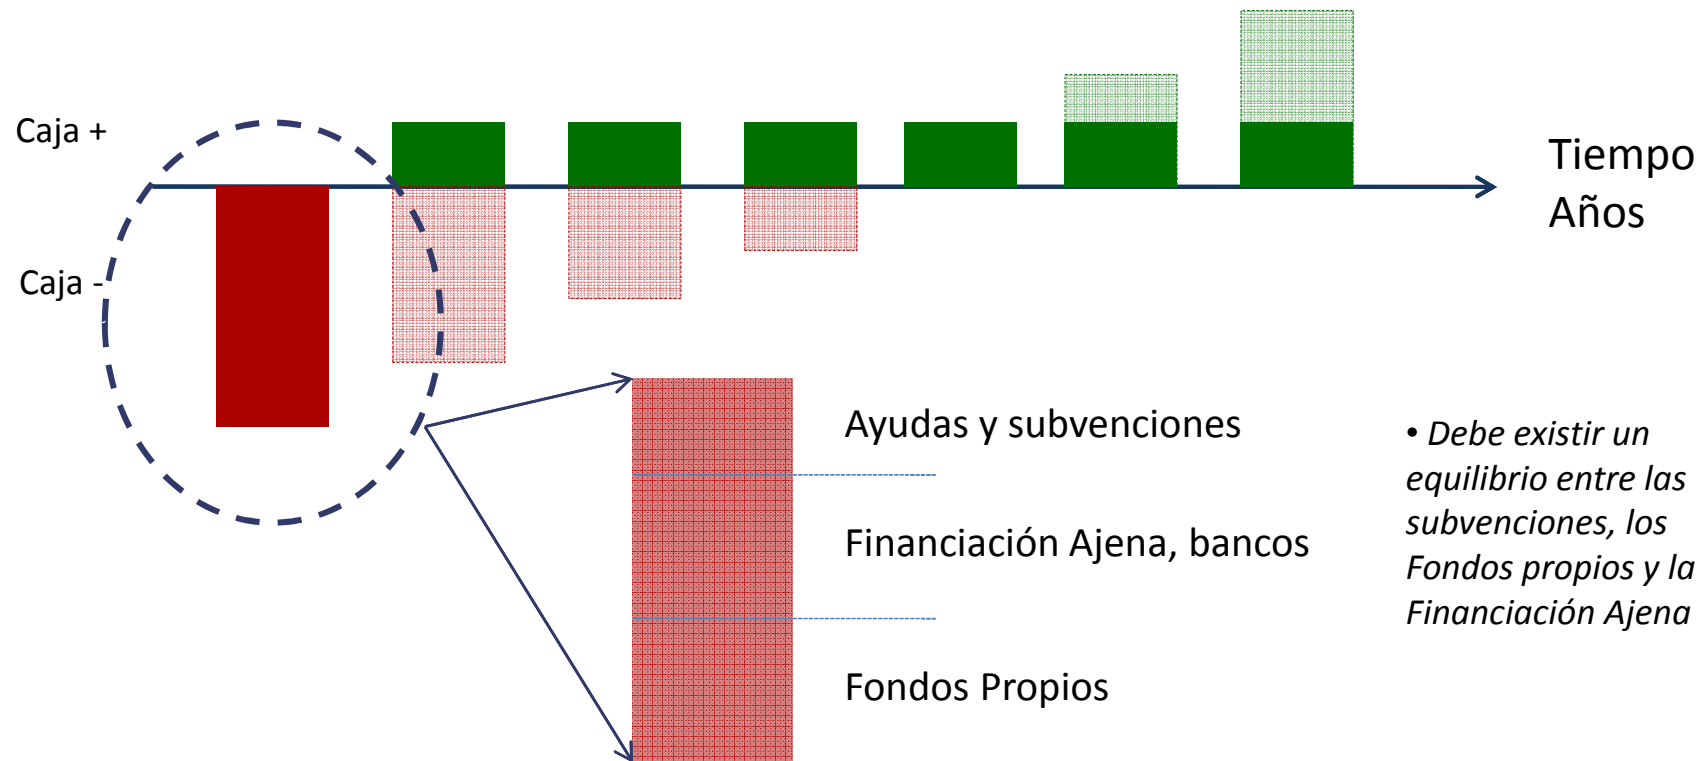 Caja +
Tiempo
Años
Caja -
Ayudas y subvenciones
Financiación Ajena, bancos
Fondos Propios
• Debe existir un
equilibrio entre las
subvenciones, los
Fondos propios y la
Financiación Ajena